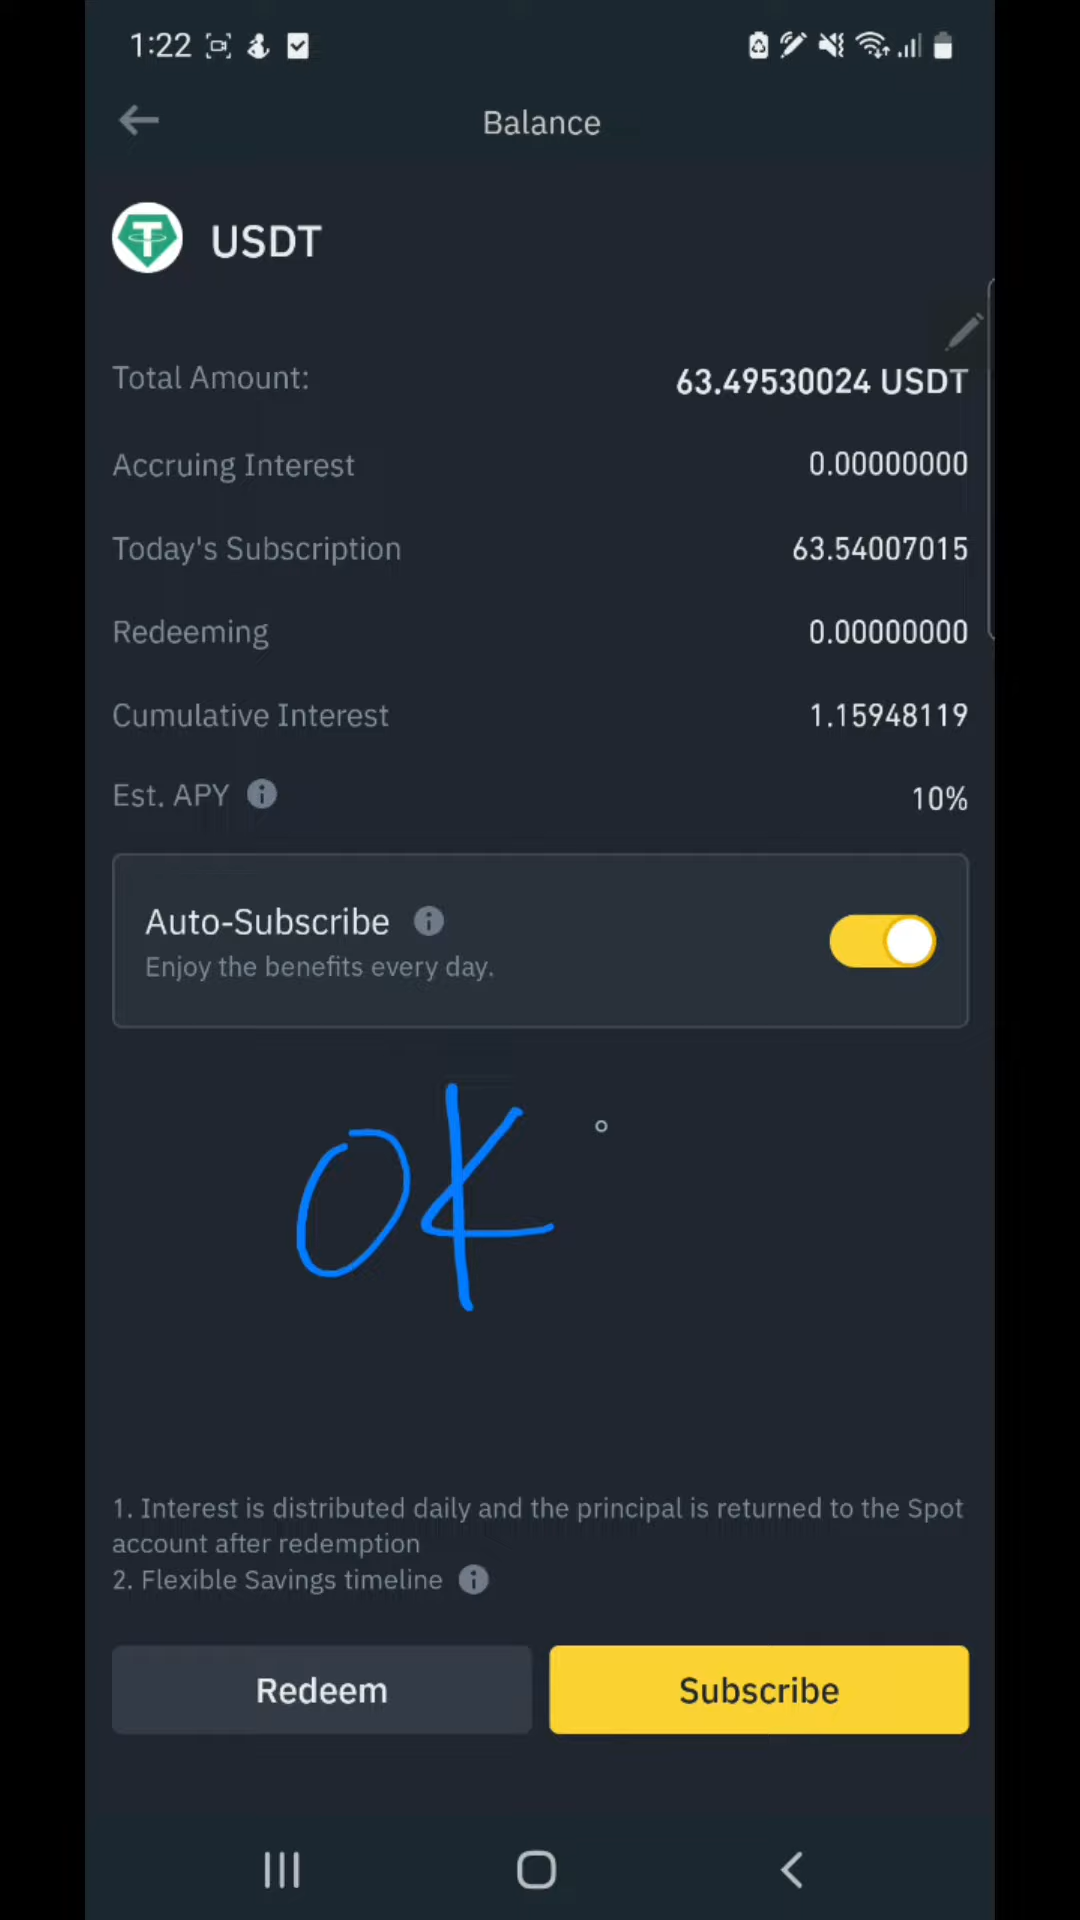 1:22
Balance
USDT
Total Amount: 63.49530024 USDT
Accruing Interest 0.00000000
Today's Subscription 63.54007015
Redeeming 0.00000000
Cumulative Interest 1.15948119
Est. APY 10%
Auto-Subscribe
Enjoy the benefits every day.
OK
1. Interest is distributed daily and the principal is returned to the Spot
account after redemption
2. Flexible Savings timeline
Redeem Subscribe